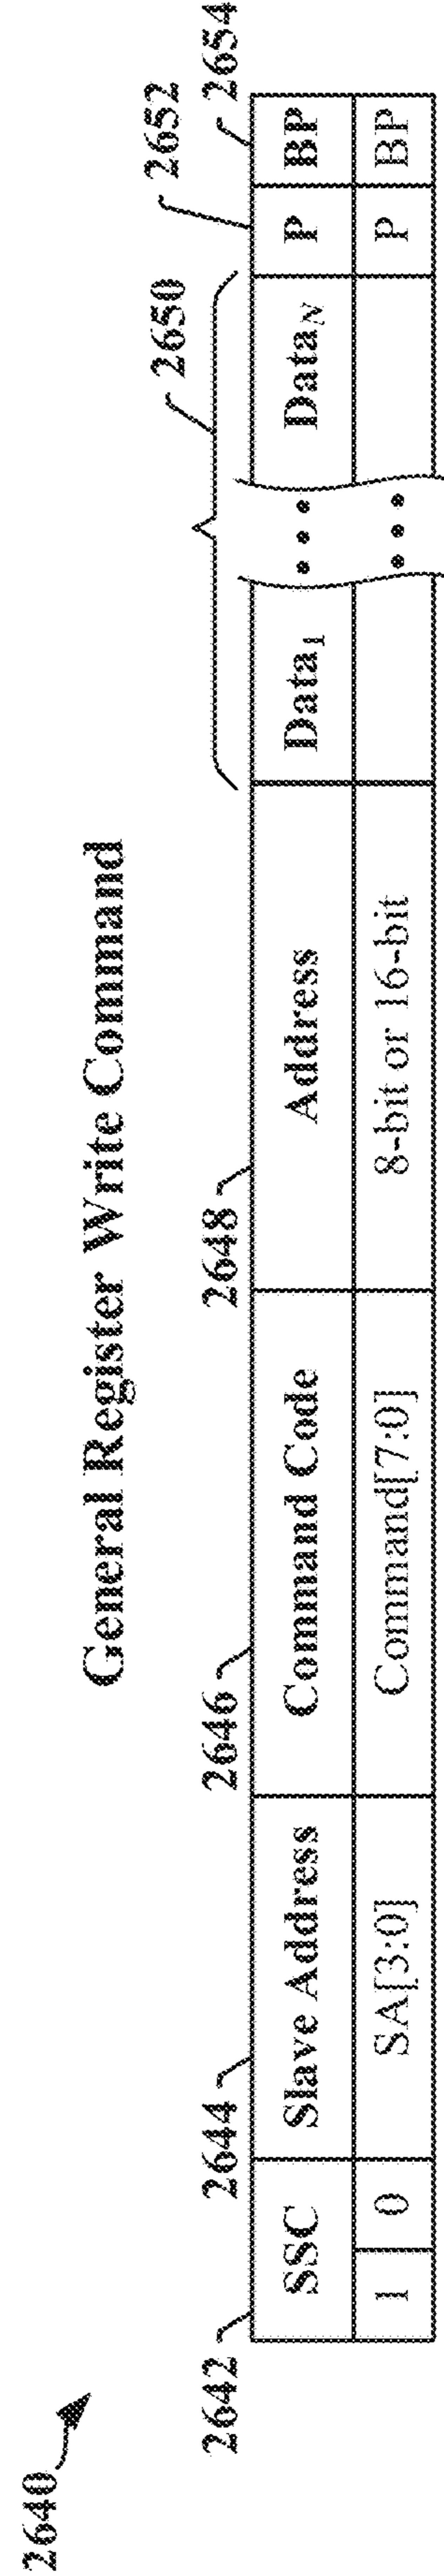 2640
General Register Write Command
2642
2644
2646
2648
2650
2652
2654
SSC Slave Address Command Code Address Data1 ••• DataN P BP
1 0 SA[3:0] Command[7:0] 8-bit or 16-bit ••• P BP